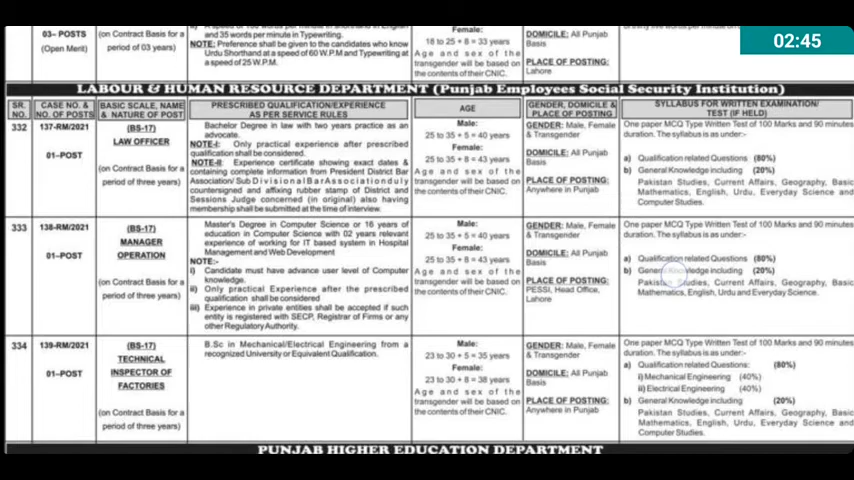 02:45
03– POSTS
(Open Merit)
(on Contract Basis for a
period of 03 years)
35 words per minute in Typewriting.
NOTE: Preference shall be given to the candidates who know
Urdu Shorthand at a speed of 60 W.P.M and Typewriting at
a speed of 25 W.P.M.
Female:
18 to 25 + 8 = 33 years
Age and sex of the
transgender will be based on
the contents of their CNIC.
DOMICILE: All Punjab
Basis
PLACE OF POSTING:
Lahore
LABOUR & HUMAN RESOURCE DEPARTMENT (Punjab Employees Social Security Institution)
SR.
NO.
CASE NO. &
NO. OF POSTS
BASIC SCALE, NAME
& NATURE OF POST
PRESCRIBED QUALIFICATION/EXPERIENCE
AS PER SERVICE RULES
AGE
GENDER, DOMICILE &
PLACE OF POSTING
SYLLABUS FOR WRITTEN EXAMINATION/
TEST (IF HELD)
332
137-RM/2021
01–POST
(BS-17)
LAW OFFICER
(on Contract Basis for a
period of three years)
Bachelor Degree in law with two years practice as an
advocate.
NOTE-I: Only practical experience after prescribed
qualification shall be considered.
NOTE-II: Experience certificate showing exact dates &
containing complete information from President District Bar
Association/ Sub Divisional Bar Association duly
countersigned and affixing rubber stamp of District and
Sessions Judge concerned (in original) also having
membership shall be submitted at the time of interview.
Male:
25 to 35 + 5 = 40 years
Female:
25 to 35 + 8 = 43 years
Age and sex of the
transgender will be based on
the contents of their CNIC.
GENDER: Male, Female
& Transgender
DOMICILE: All Punjab
Basis
PLACE OF POSTING:
Anywhere in Punjab
One paper MCQ Type Written Test of 100 Marks and 90 minutes
duration. The syllabus is as under:-
a) Qualification related Questions (80%)
b) General Knowledge including (20%)
Pakistan Studies, Current Affairs, Geography, Basic
Mathematics, English, Urdu, Everyday Science and
Computer Studies.
333
138-RM/2021
01–POST
(BS-17)
MANAGER
OPERATION
(on Contract Basis for a
period of three years)
Master's Degree in Computer Science or 16 years of
education in Computer Science with 02 years relevant
experience of working for IT based system in Hospital
Management and Web Development
NOTE:-
i) Candidate must have advance user level of Computer
knowledge.
ii) Only Practical Experience after the prescribed
qualification shall be considered
iii) Experience in private entities shall be accepted if such
entity is registered with SECP, Registrar of Firms or any
other Regulatory Authority.
Male:
25 to 35 + 5 = 40 years
Female:
25 to 35 + 8 = 43 years
Age and sex of the
transgender will be based on
the contents of their CNIC.
GENDER: Male, Female
& Transgender
DOMICILE: All Punjab
Basis
PLACE OF POSTING:
PESSI, Head Office,
Lahore
One paper MCQ Type Written Test of 100 Marks and 90 minutes
duration. The syllabus is as under:-
a) Qualification related Questions (80%)
b) General Knowledge including (20%)
Pakistan Studies, Current Affairs, Geography, Basic
Mathematics, English, Urdu and Everyday Science.
334
139-RM/2021
01–POST
(BS-17)
TECHNICAL
INSPECTOR OF
FACTORIES
(on Contract Basis for a
period of three years)
B.Sc in Mechanical/Electrical Engineering from a
recognized University or Equivalent Qualification.
Male:
23 to 30 + 5 = 35 years
Female:
23 to 30 + 8 = 38 years
Age and sex of the
transgender will be based on
the contents of their CNIC.
GENDER: Male, Female
& Transgender
DOMICILE: All Punjab
Basis
PLACE OF POSTING:
Anywhere in Punjab
One paper MCQ Type Written Test of 100 Marks and 90 minutes
duration. The syllabus is as under:-
a) Qualification related Questions: (80%)
i) Mechanical Engineering (40%)
ii) Electrical Engineering (40%)
b) General Knowledge including (20%)
Pakistan Studies, Current Affairs, Geography, Basic
Mathematics, English, Urdu, Everyday Science and
Computer Studies.
PUNJAB HIGHER EDUCATION DEPARTMENT